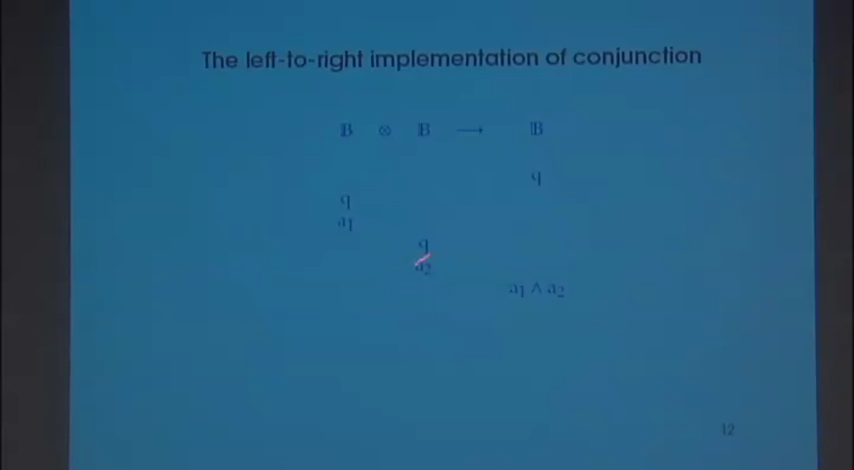 The left-to-right implementation of conjunction
𝔹 ⊗ 𝔹 ⟶ 𝔹
q
q
a₁
q
a₂
a₁ ∧ a₂
12